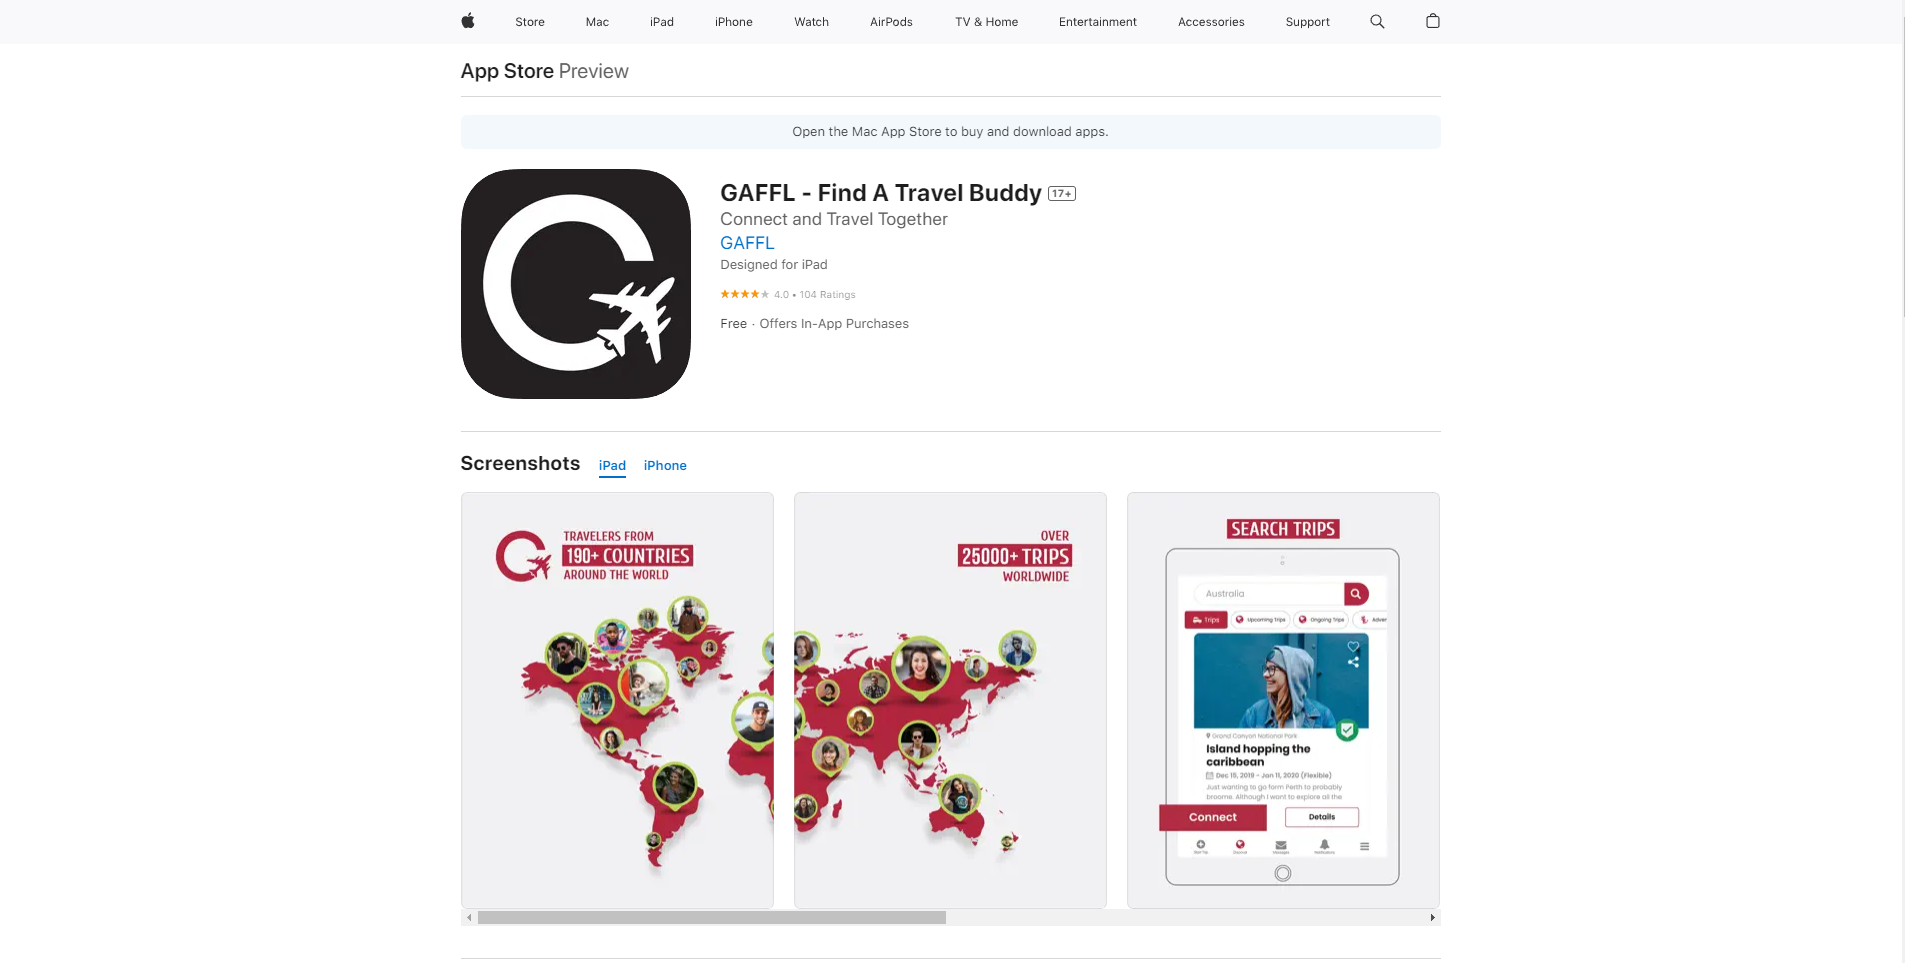 Store Mac iPad iPhone Watch AirPods TV & Home Entertainment Accessories Support
App Store Preview
Open the Mac App Store to buy and download apps.
GAFFL - Find A Travel Buddy 17+
Connect and Travel Together
GAFFL
Designed for iPad
4.0 • 104 Ratings
Free · Offers In-App Purchases
Screenshots iPad iPhone
TRAVELERS FROM
190+ COUNTRIES
AROUND THE WORLD
OVER
25000+ TRIPS
WORLDWIDE
SEARCH TRIPS
Australia
Trips Upcoming Trips Ongoing Trips Adver
Grand Canyon National Park
Island hopping the
caribbean
Dec 15, 2019 - Jan 11, 2020 (Flexible)
Just wanting to go form Perth to probably
broome. Although I want to explore all the
Connect Details
Messages Notifications